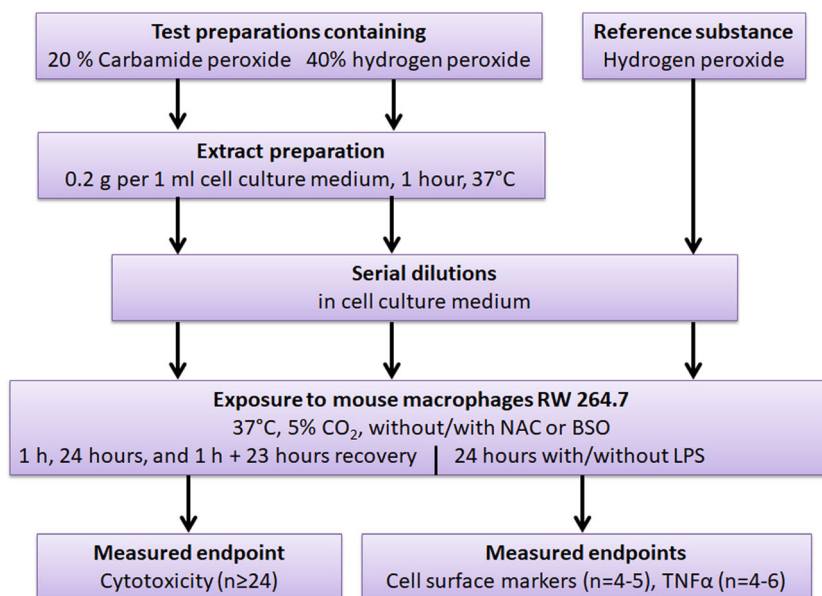 Test preparations containing
20 % Carbamide peroxide 40% hydrogen peroxide
Reference substance
Hydrogen peroxide
Extract preparation
0.2 g per 1 ml cell culture medium, 1 hour, 37°C
Serial dilutions
in cell culture medium
Exposure to mouse macrophages RW 264.7
37°C, 5% CO₂, without/with NAC or BSO
1 h, 24 hours, and 1 h + 23 hours recovery
24 hours with/without LPS
Measured endpoint
Cytotoxicity (n≥24)
Measured endpoints
Cell surface markers (n=4-5), TNFα (n=4-6)